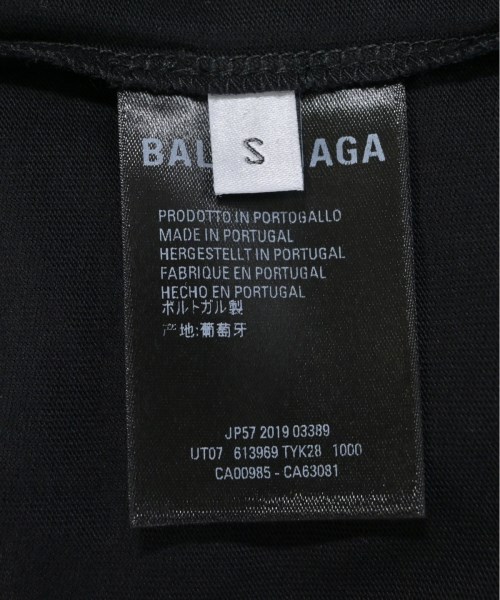 BAL AGA
S
PRODOTTO IN PORTOGALLO
MADE IN PORTUGAL
HERGESTELLT IN PORTUGAL
FABRIQUE EN PORTUGAL
HECHO EN PORTUGAL
ポルトガル製
产地:葡萄牙
JP57 2019 03389
UT07 613969 TYK28 1000
CA00985 - CA63081